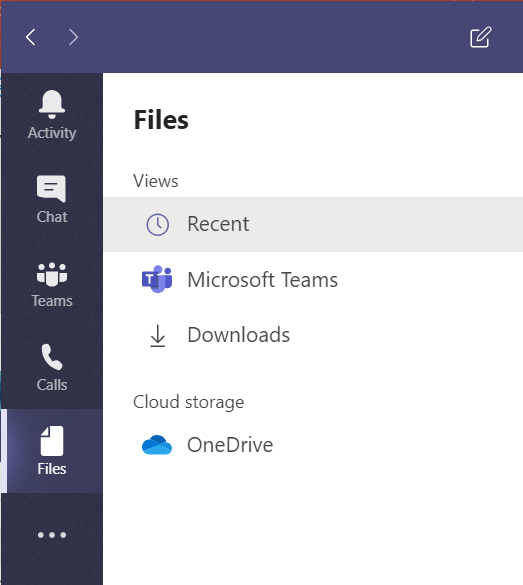 Activity
Chat
Teams
Calls
Files
Files
Views
Recent
T
Microsoft Teams
Downloads
Cloud storage
OneDrive